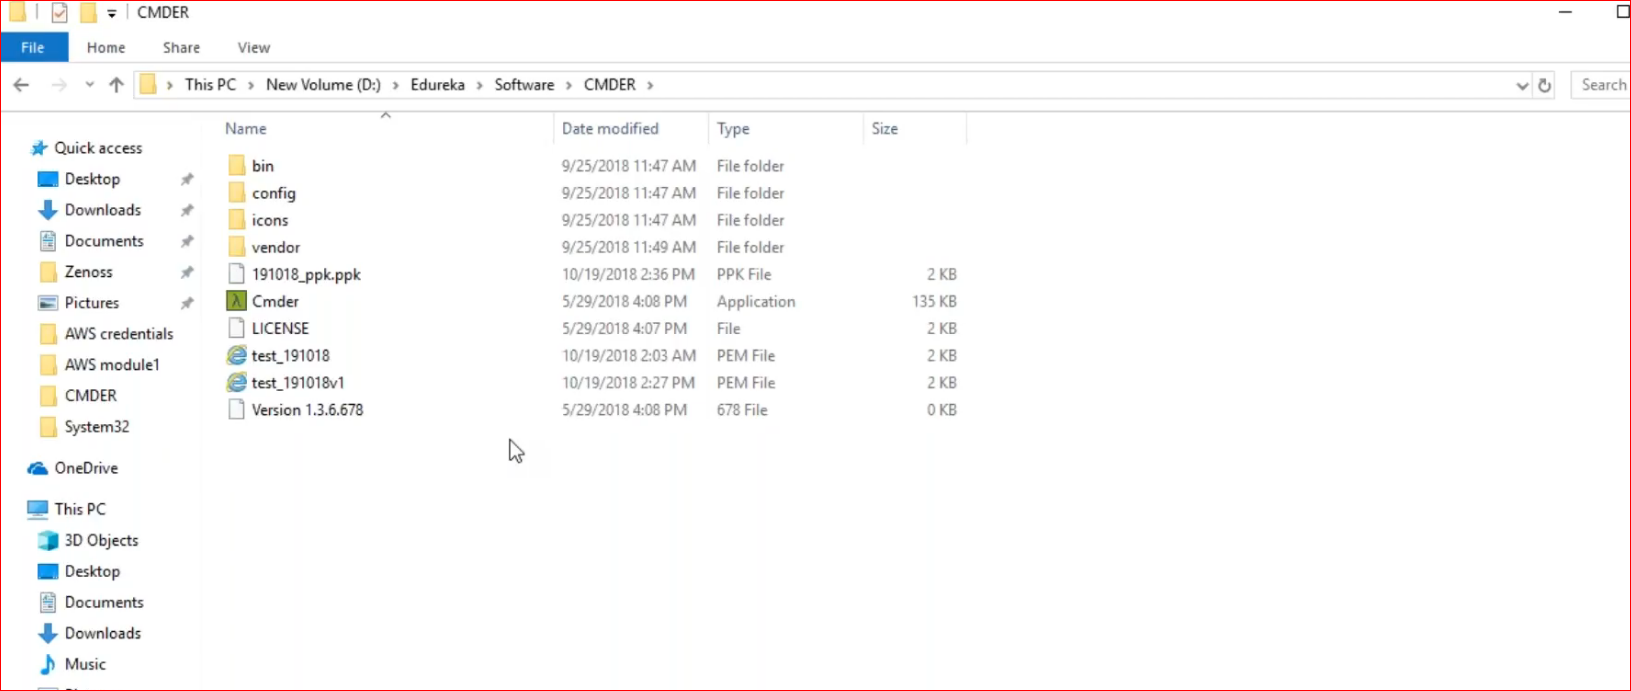 CMDER
File Home Share View
This PC New Volume (D:) Edureka Software CMDER Search
Name Date modified Type Size
Quick access
Desktop
Downloads
Documents
Zenoss
Pictures
AWS credentials
AWS module1
CMDER
System32
OneDrive
This PC
3D Objects
Desktop
Documents
Downloads
Music
bin 9/25/2018 11:47 AM File folder
config 9/25/2018 11:47 AM File folder
icons 9/25/2018 11:47 AM File folder
vendor 9/25/2018 11:49 AM File folder
191018_ppk.ppk 10/19/2018 2:36 PM PPK File 2 KB
λ Cmder 5/29/2018 4:08 PM Application 135 KB
LICENSE 5/29/2018 4:07 PM File 2 KB
test_191018 10/19/2018 2:03 AM PEM File 2 KB
test_191018v1 10/19/2018 2:27 PM PEM File 2 KB
Version 1.3.6.678 5/29/2018 4:08 PM 678 File 0 KB